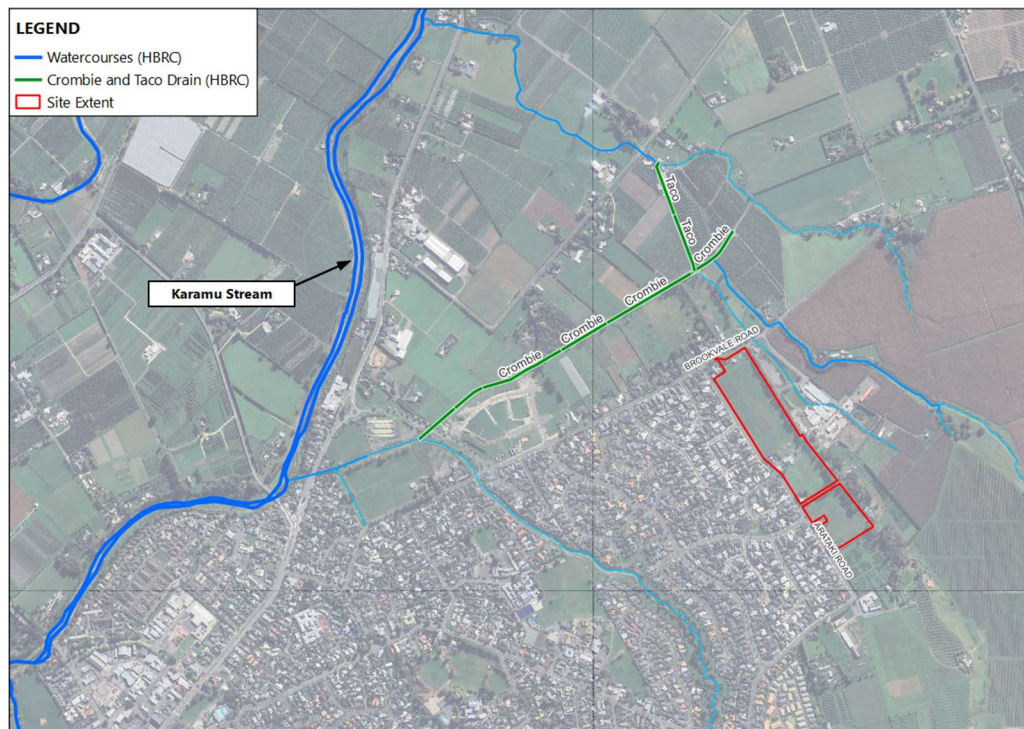 LEGEND
Watercourses (HBRC)
Crombie and Taco Drain (HBRC)
Site Extent
Taco
Taco
Crombie
Crombie
Crombie
Crombie
Karamu Stream
BROOKVALE ROAD
ARATAKI ROAD